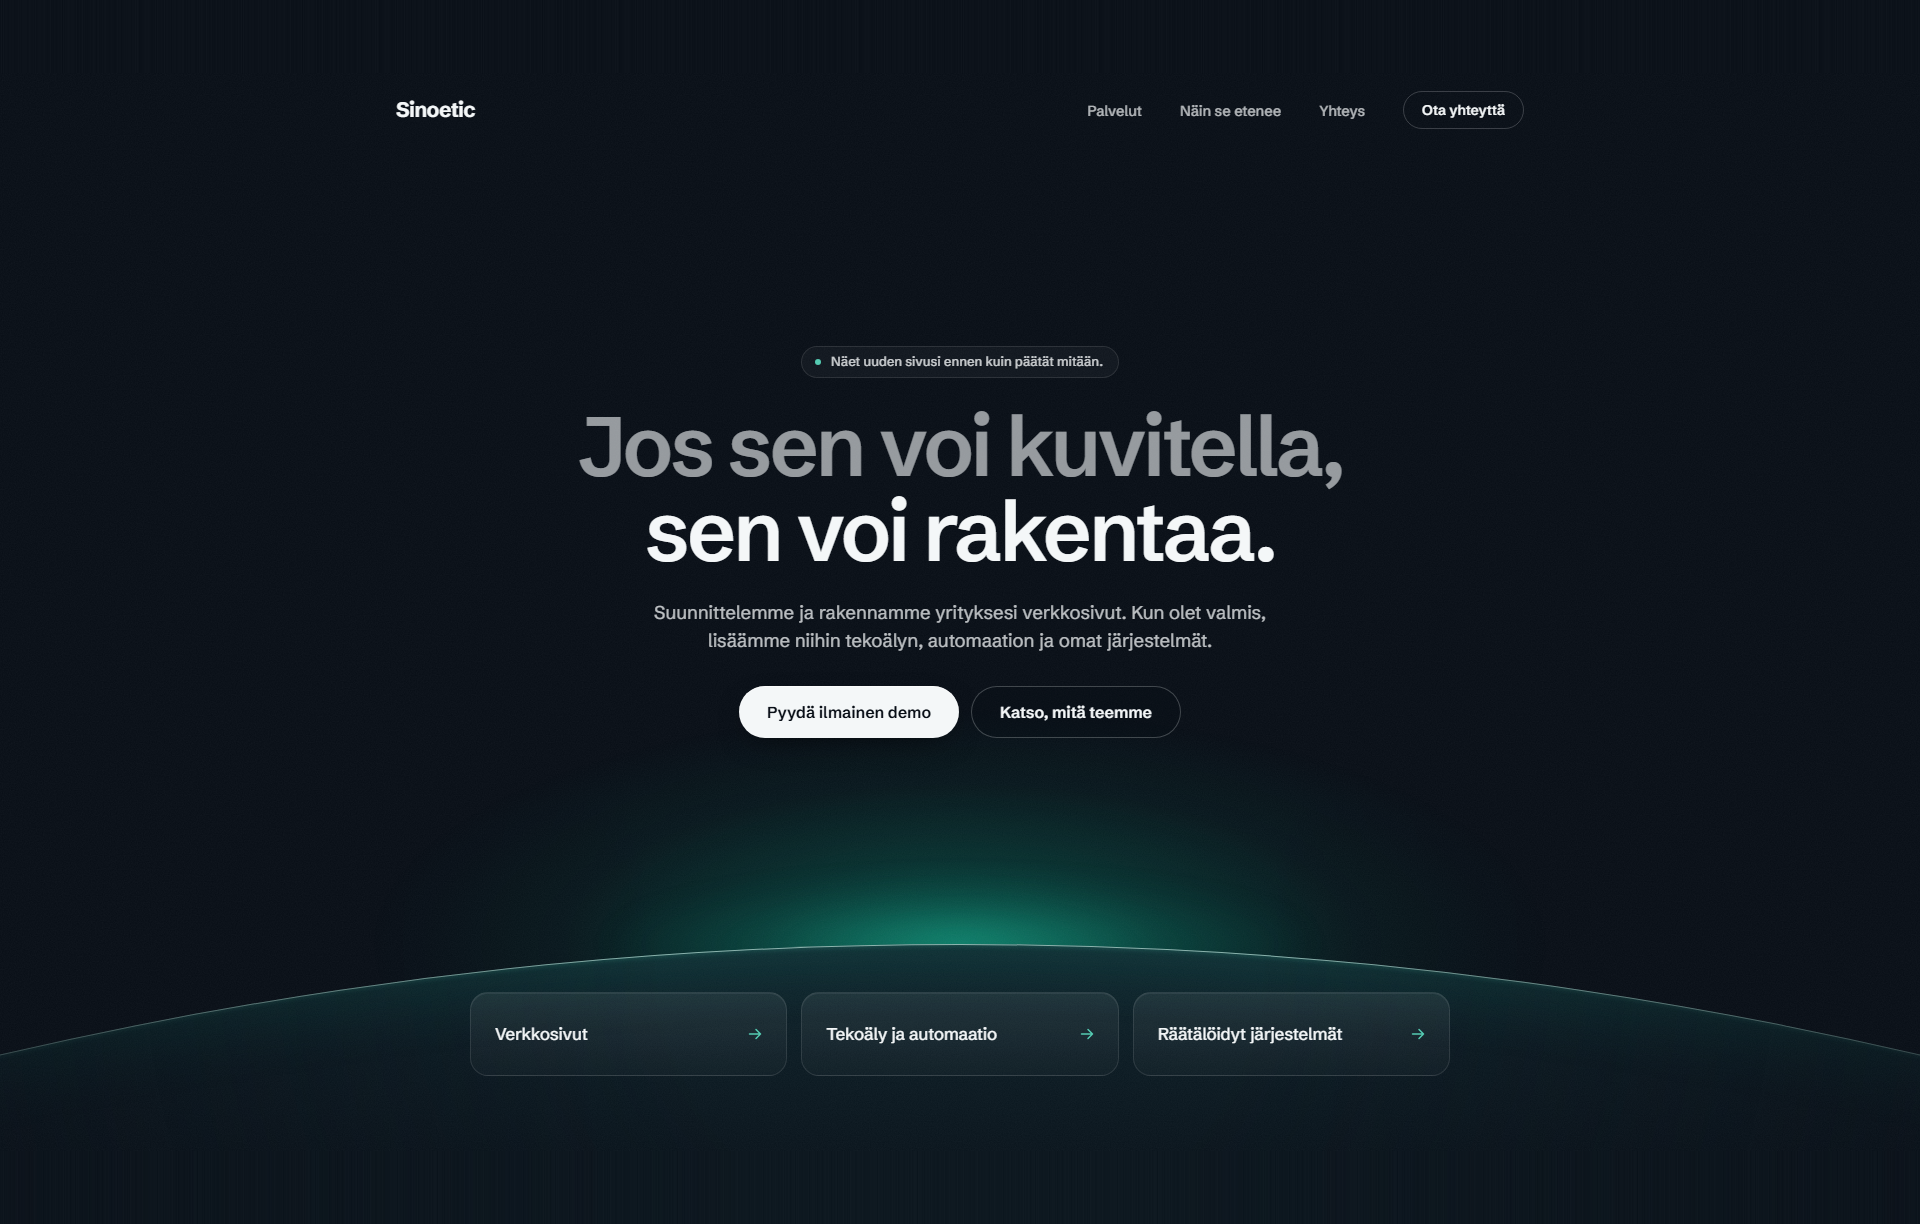 Sinoetic
Palvelut
Näin se etenee
Yhteys
Ota yhteyttä
Näet uuden sivusi ennen kuin päätät mitään.
Jos sen voi kuvitella,
sen voi rakentaa.
Suunnittelemme ja rakennamme yrityksesi verkkosivut. Kun olet valmis,
lisäämme niihin tekoälyn, automaation ja omat järjestelmät.
Pyydä ilmainen demo
Katso, mitä teemme
Verkkosivut
Tekoäly ja automaatio
Räätälöidyt järjestelmät